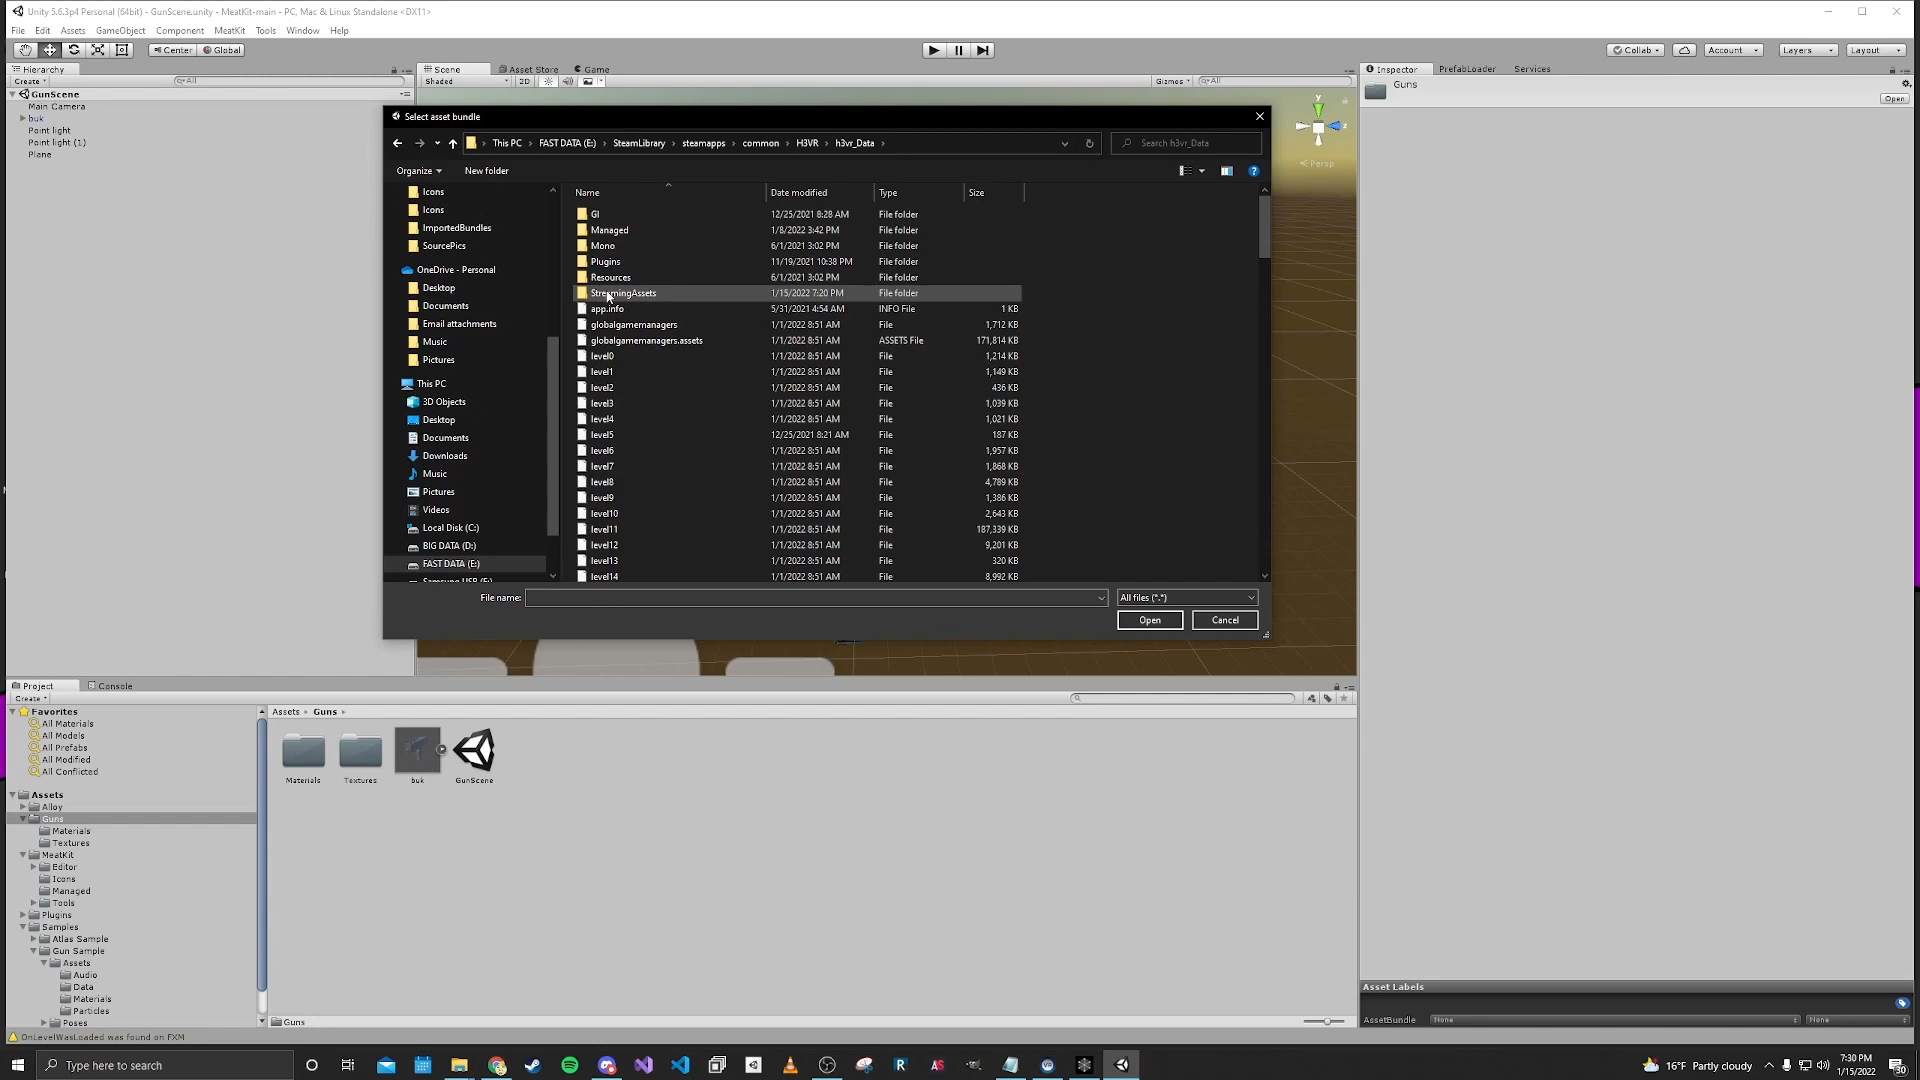 Unity 5.6.3p4 Personal (64bit) - GunScene.unity - MeatKit-main - PC, Mac & Linux Standalone <DX11>
File Edit Assets GameObject Component MeatKit Tools Window Help
Center Global Collab Account Layers Layout
Hierarchy
Create All
GunScene
Main Camera
buk
Point light
Point light (1)
Plane
Scene Asset Store Game
Shaded 2D Gizmos All
Inspector PrefabLoader Services
Guns
Open
y
x z
Persp
Select asset bundle
This PC FAST DATA (E:) SteamLibrary steamapps common H3VR h3vr_Data
Search h3vr_Data
Organize New folder
Icons
Icons
ImportedBundles
SourcePics
OneDrive - Personal
Desktop
Documents
Email attachments
Music
Pictures
This PC
3D Objects
Desktop
Documents
Downloads
Music
Pictures
Videos
Local Disk (C:)
BIG DATA (D:)
FAST DATA (E:)
Name Date modified Type Size
GI 12/25/2021 8:28 AM File folder
Managed 1/8/2022 3:42 PM File folder
Mono 6/1/2021 3:02 PM File folder
Plugins 11/19/2021 10:38 PM File folder
Resources 6/1/2021 3:02 PM File folder
StreamingAssets 1/15/2022 7:20 PM File folder
app.info 5/31/2021 4:54 AM INFO File 1 KB
globalgamemanagers 1/1/2022 8:51 AM File 1,712 KB
globalgamemanagers.assets 1/1/2022 8:51 AM ASSETS File 171,814 KB
level0 1/1/2022 8:51 AM File 1,214 KB
level1 1/1/2022 8:51 AM File 1,149 KB
level2 1/1/2022 8:51 AM File 436 KB
level3 1/1/2022 8:51 AM File 1,039 KB
level4 1/1/2022 8:51 AM File 1,021 KB
level5 12/25/2021 8:21 AM File 187 KB
level6 1/1/2022 8:51 AM File 1,957 KB
level7 1/1/2022 8:51 AM File 1,868 KB
level8 1/1/2022 8:51 AM File 4,789 KB
level9 1/1/2022 8:51 AM File 1,386 KB
level10 1/1/2022 8:51 AM File 2,643 KB
level11 1/1/2022 8:51 AM File 187,339 KB
level12 1/1/2022 8:51 AM File 9,201 KB
level13 1/1/2022 8:51 AM File 320 KB
level14 1/1/2022 8:51 AM File 8,992 KB
File name: All files (*.*)
Open Cancel
Project Console
Create
Favorites
All Materials
All Models
All Prefabs
All Modified
All Conflicted
Assets
Alloy
Guns
Materials
Textures
MeatKit
Editor
Icons
Managed
Tools
Plugins
Samples
Atlas Sample
Gun Sample
Assets
Audio
Data
Materials
Particles
Poses
Assets Guns
Materials Textures buk GunScene
Guns
Asset Labels
AssetBundle None None
OnLevelWasLoaded was found on FXM
Type here to search
16°F Partly cloudy
7:30 PM
1/15/2022
30